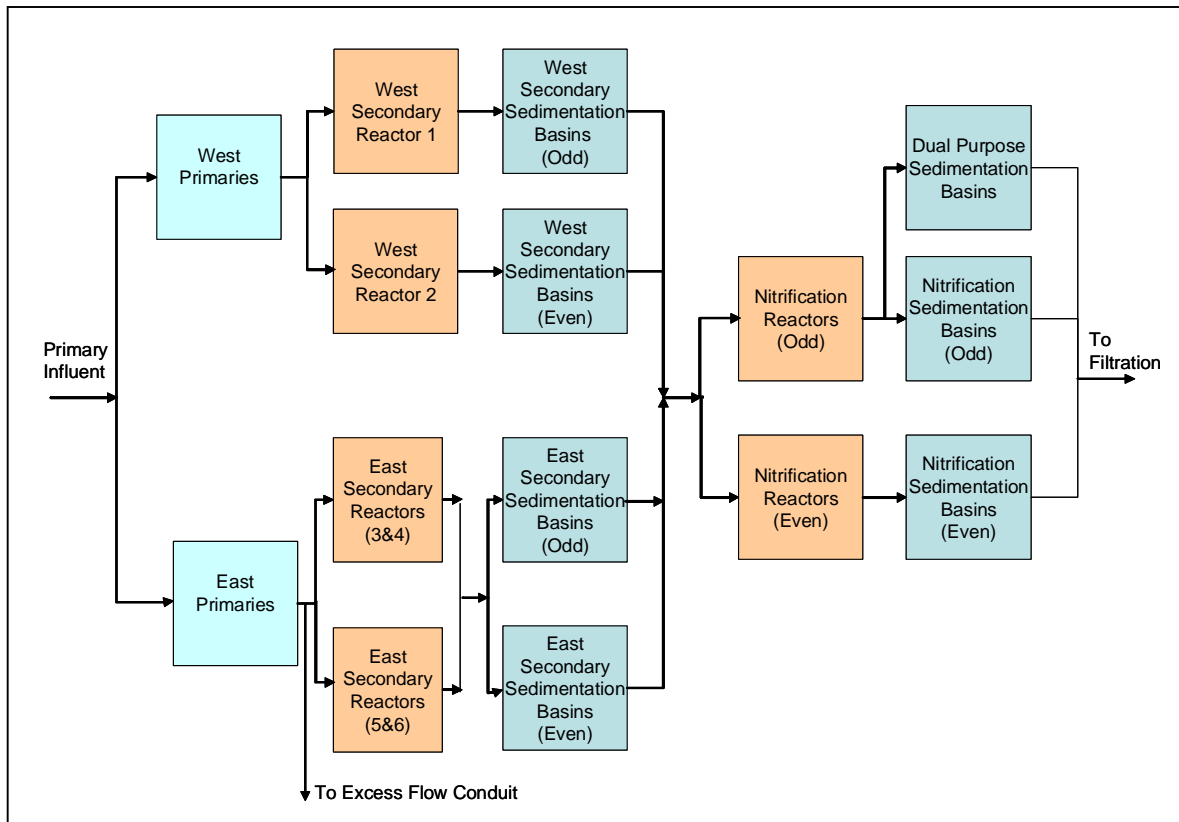 Primary
Influent
West
Primaries
West
Secondary
Reactor 1
West
Secondary
Sedimentation
Basins
(Odd)
West
Secondary
Reactor 2
West
Secondary
Sedimentation
Basins
(Even)
East
Primaries
East
Secondary
Reactors
(3&4)
East
Secondary
Sedimentation
Basins
(Odd)
East
Secondary
Reactors
(5&6)
East
Secondary
Sedimentation
Basins
(Even)
To Excess Flow Conduit
Nitrification
Reactors
(Odd)
Dual Purpose
Sedimentation
Basins
Nitrification
Sedimentation
Basins
(Odd)
Nitrification
Reactors
(Even)
Nitrification
Sedimentation
Basins
(Even)
To
Filtration